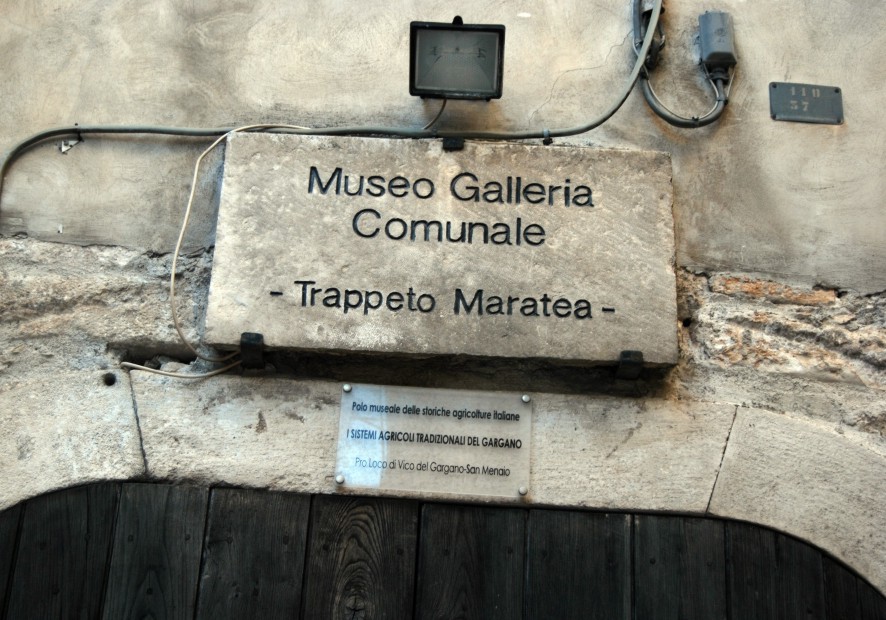 Museo Galleria
Comunale
- Trappeto Maratea -
Polo museale delle storiche agricolture italiane
I SISTEMI AGRICOLI TRADIZIONALI DEL GARGANO
Pro Loco di Vico del Gargano-San Menaio